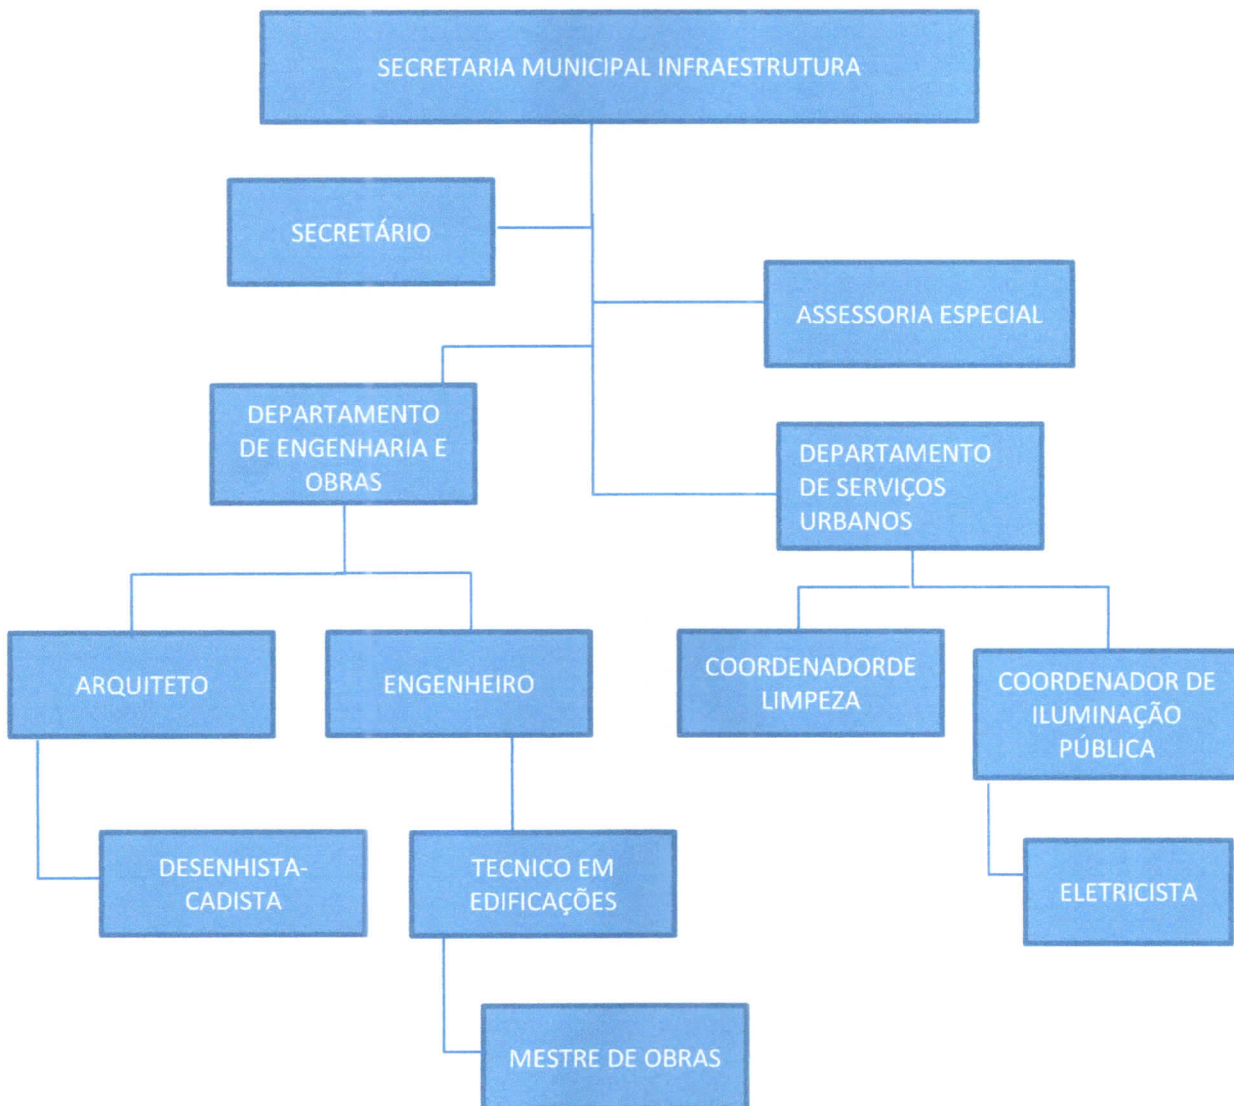 SECRETARIA MUNICIPAL INFRAESTRUTURA
SECRETÁRIO
ASSESSORIA ESPECIAL
DEPARTAMENTO
DE ENGENHARIA E
OBRAS
DEPARTAMENTO
DE SERVIÇOS
URBANOS
ARQUITETO
ENGENHEIRO
COORDENADORDE
LIMPEZA
COORDENADOR DE
ILUMINAÇÃO
PÚBLICA
DESENHISTA-
CADISTA
TECNICO EM
EDIFICAÇÕES
ELETRICISTA
MESTRE DE OBRAS